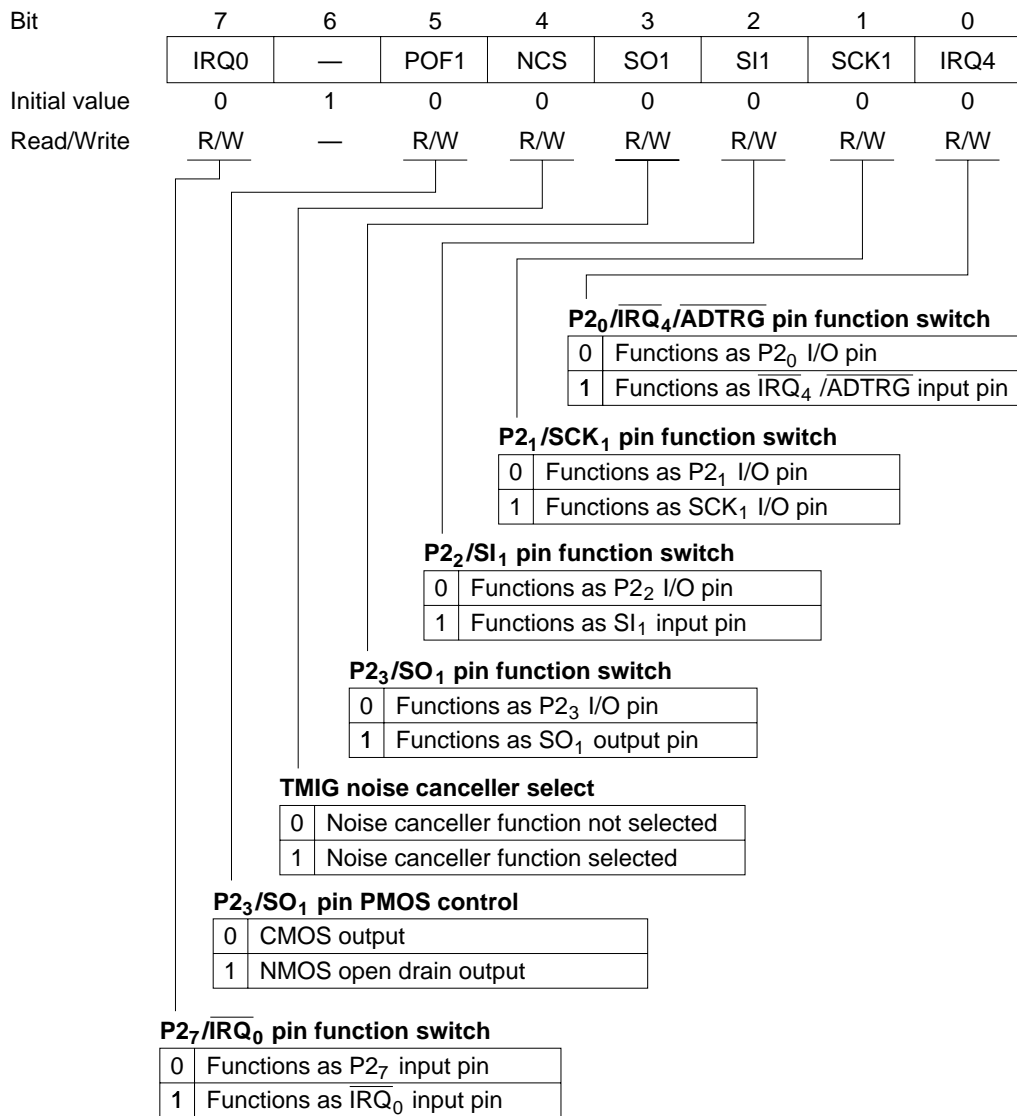 Bit 7 6 5 4 3 2 1 0
IRQ0 — POF1 NCS SO1 SI1 SCK1 IRQ4
Initial value 0 1 0 0 0 0 0 0
Read/Write R/W — R/W R/W R/W R/W R/W R/W
P2₀/I̅R̅Q̅₄/A̅D̅T̅R̅G̅ pin function switch
0 Functions as P2₀ I/O pin
1 Functions as I̅R̅Q̅₄ /A̅D̅T̅R̅G̅ input pin
P2₁/SCK₁ pin function switch
0 Functions as P2₁ I/O pin
1 Functions as SCK₁ I/O pin
P2₂/SI₁ pin function switch
0 Functions as P2₂ I/O pin
1 Functions as SI₁ input pin
P2₃/SO₁ pin function switch
0 Functions as P2₃ I/O pin
1 Functions as SO₁ output pin
TMIG noise canceller select
0 Noise canceller function not selected
1 Noise canceller function selected
P2₃/SO₁ pin PMOS control
0 CMOS output
1 NMOS open drain output
P2₇/I̅R̅Q̅₀ pin function switch
0 Functions as P2₇ input pin
1 Functions as I̅R̅Q̅₀ input pin